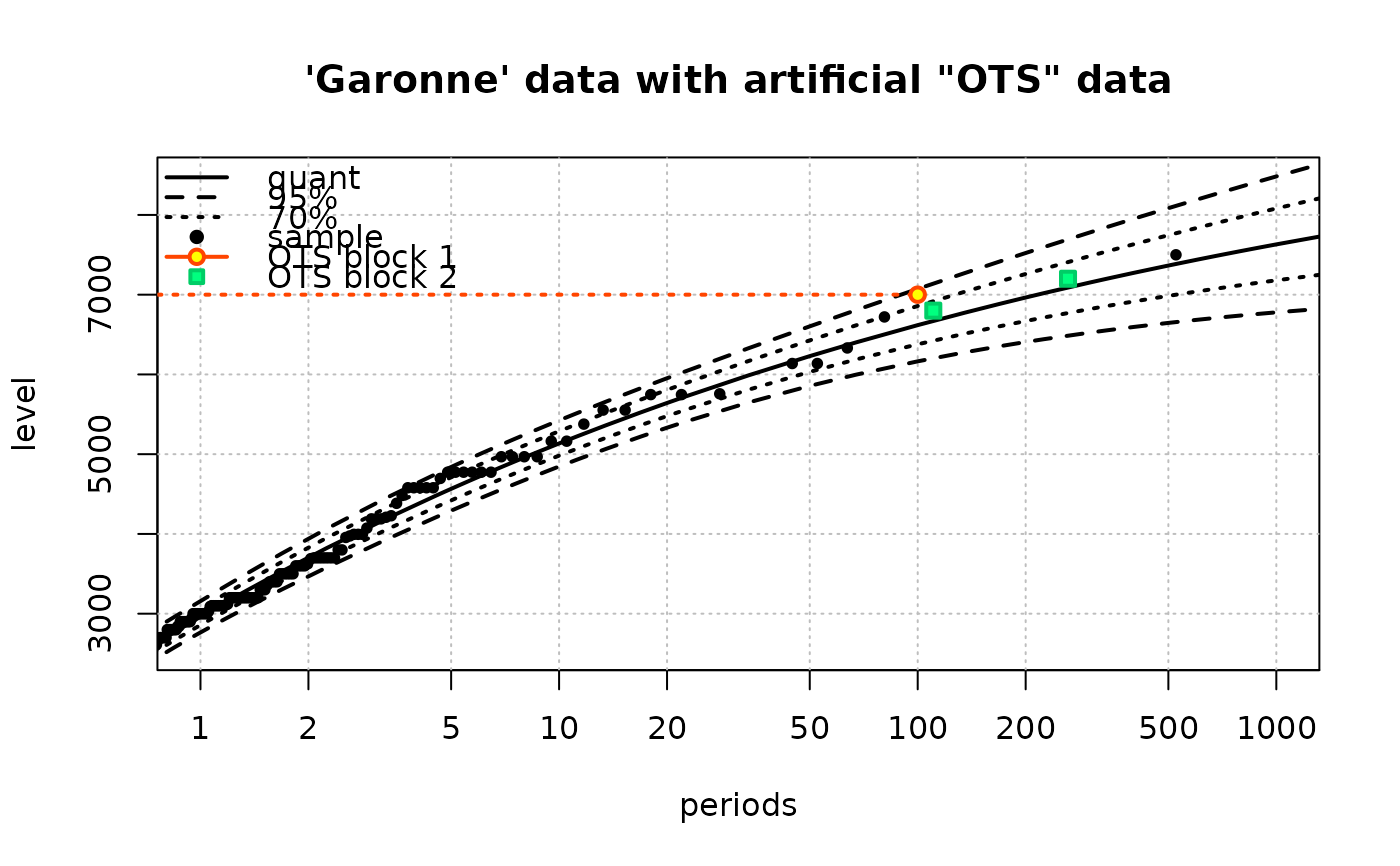 'Garonne' data with artificial "OTS" data
quant
95%
70%
sample
OTS block 1
OTS block 2
level
7000
5000
3000
1 2 5 10 20 50 100 200 500 1000
periods